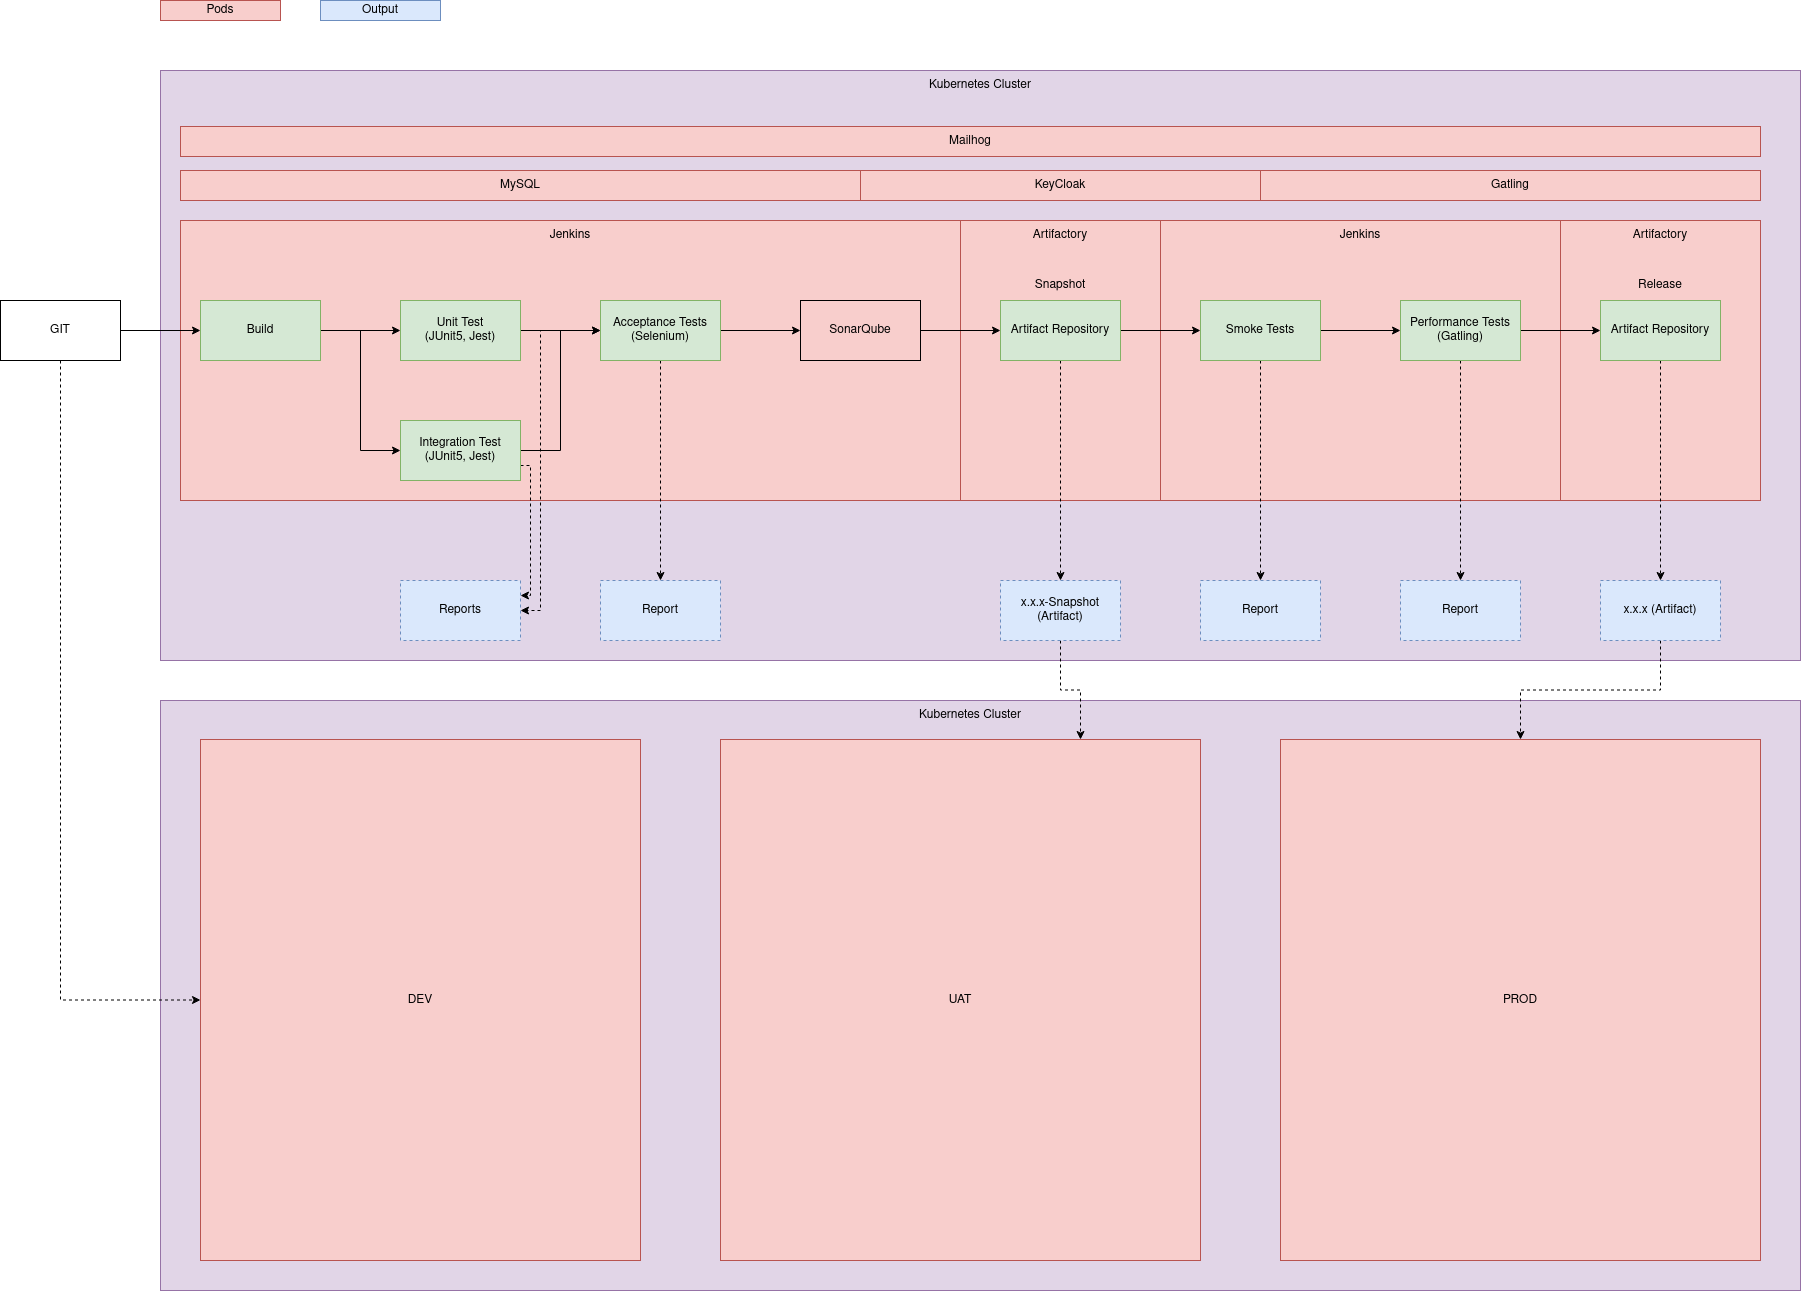 Pods
Output
Kubernetes Cluster
Mailhog
MySQL
KeyCloak
Gatling
Jenkins
Artifactory
Jenkins
Artifactory
Snapshot
Release
GIT
Build
Unit Test
(JUnit5, Jest)
Acceptance Tests
(Selenium)
SonarQube
Artifact Repository
Smoke Tests
Performance Tests
(Gatling)
Artifact Repository
Integration Test
(JUnit5, Jest)
Reports
Report
x.x.x-Snapshot
(Artifact)
Report
Report
x.x.x (Artifact)
Kubernetes Cluster
DEV
UAT
PROD